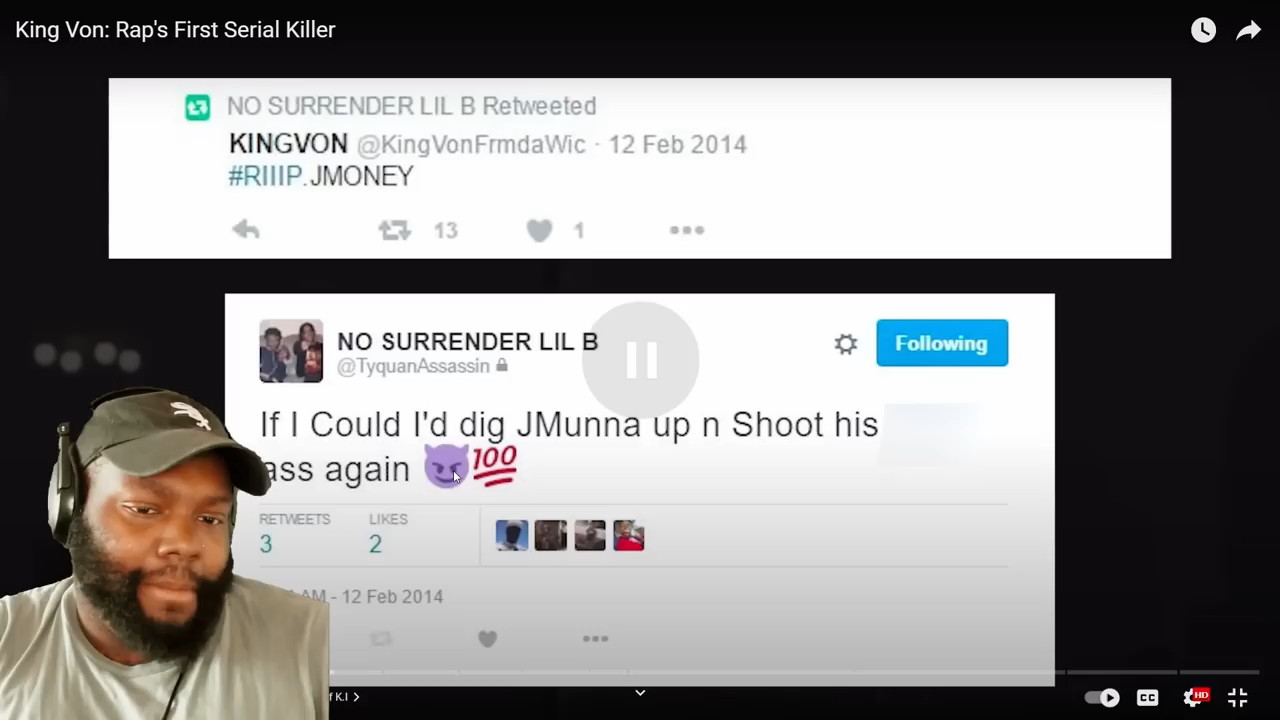 King Von: Rap's First Serial Killer
NO SURRENDER LIL B Retweeted
KINGVON @KingVonFrmdaWic · 12 Feb 2014
#RIIIP.JMONEY
13 1
NO SURRENDER LIL B
@TyquanAssassin
Following
If I Could I'd dig JMunna up n Shoot his
ass again 😈💯
RETWEETS LIKES
3 2
AM - 12 Feb 2014
K.I
CC HD